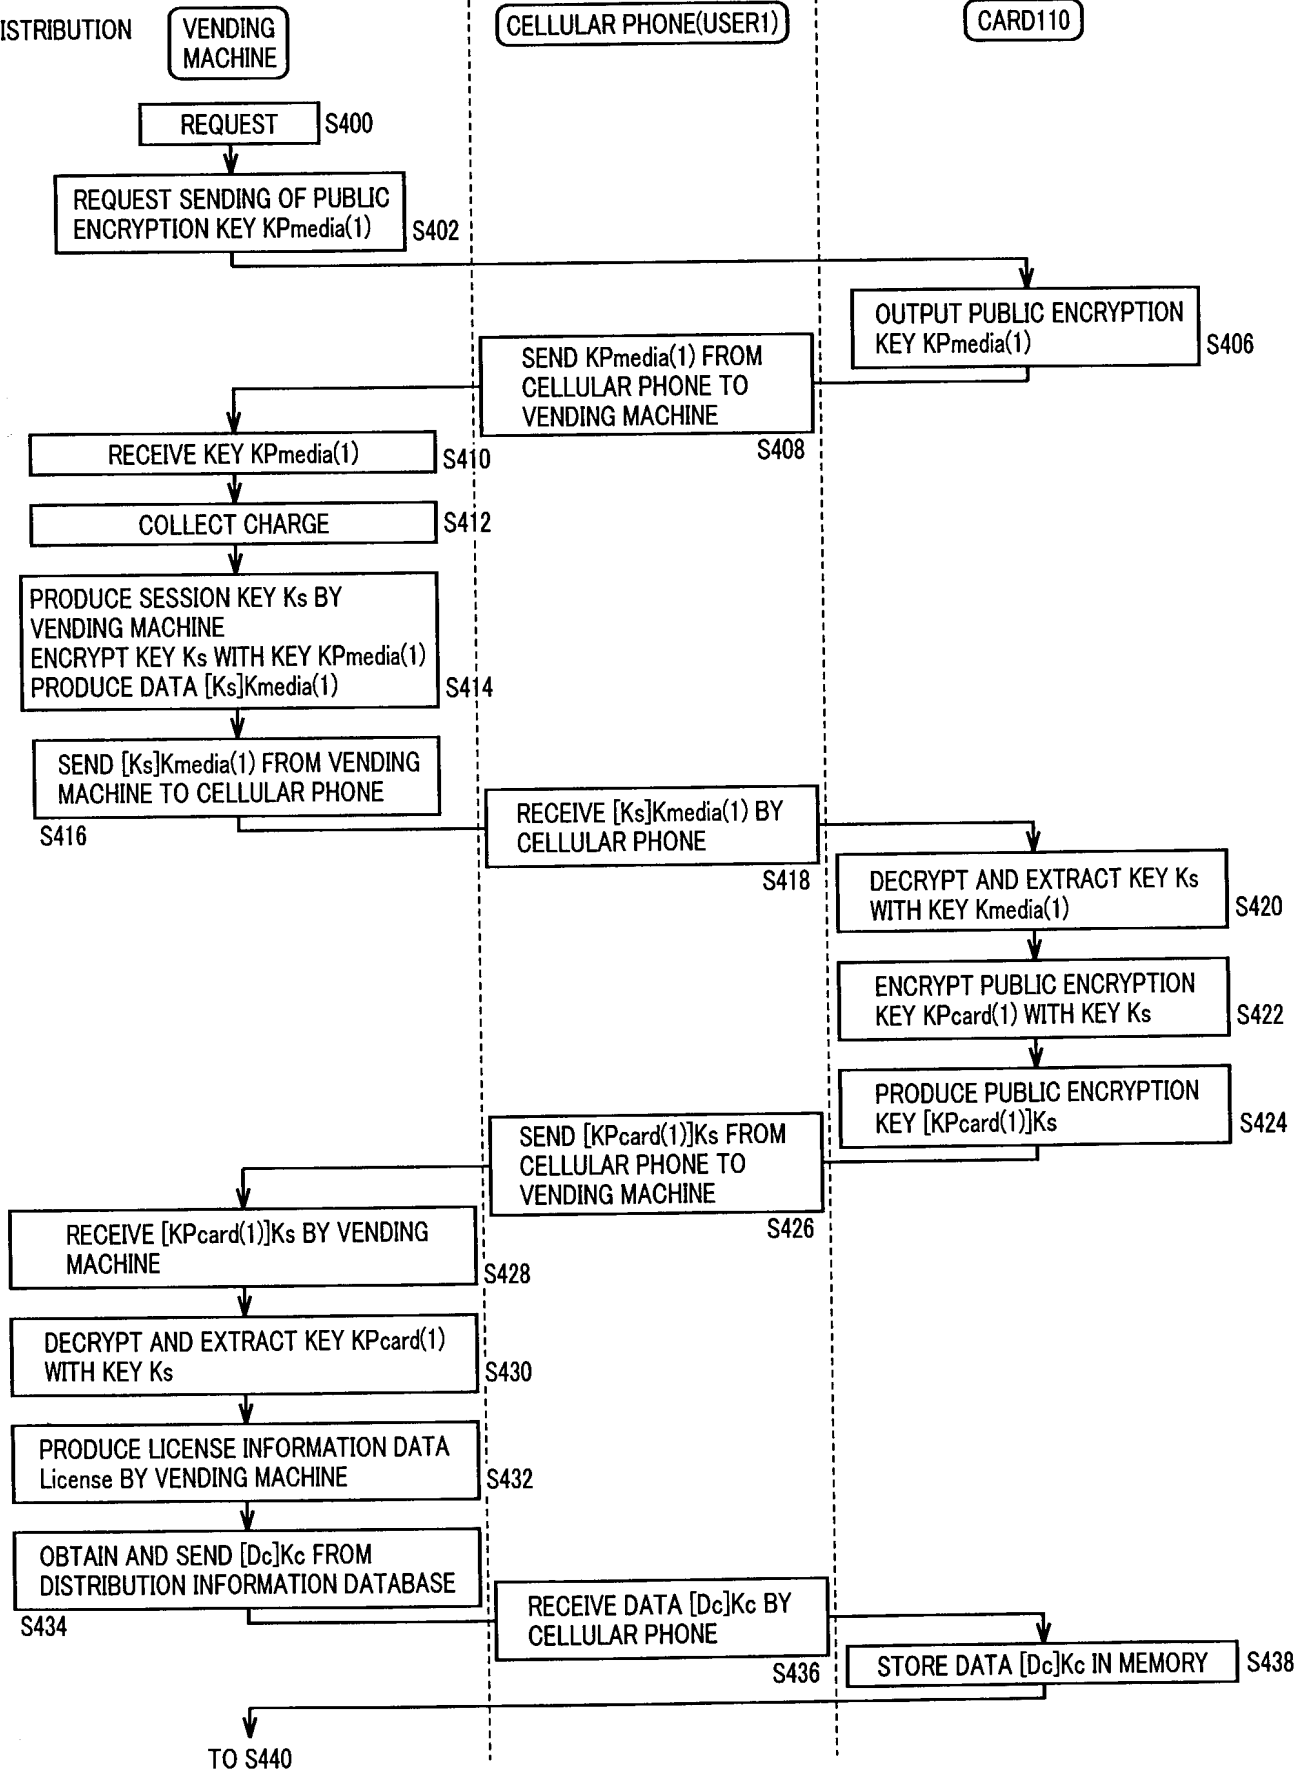 ISTRIBUTION
VENDING
MACHINE
CELLULAR PHONE(USER1)
CARD110
REQUEST
S400
REQUEST SENDING OF PUBLIC
ENCRYPTION KEY KPmedia(1)
S402
OUTPUT PUBLIC ENCRYPTION
KEY KPmedia(1)
S406
SEND KPmedia(1) FROM
CELLULAR PHONE TO
VENDING MACHINE
S408
RECEIVE KEY KPmedia(1)
S410
COLLECT CHARGE
S412
PRODUCE SESSION KEY Ks BY
VENDING MACHINE
ENCRYPT KEY Ks WITH KEY KPmedia(1)
PRODUCE DATA [Ks]Kmedia(1)
S414
SEND [Ks]Kmedia(1) FROM VENDING
MACHINE TO CELLULAR PHONE
S416
RECEIVE [Ks]Kmedia(1) BY
CELLULAR PHONE
S418
DECRYPT AND EXTRACT KEY Ks
WITH KEY Kmedia(1)
S420
ENCRYPT PUBLIC ENCRYPTION
KEY KPcard(1) WITH KEY Ks
S422
PRODUCE PUBLIC ENCRYPTION
KEY [KPcard(1)]Ks
S424
SEND [KPcard(1)]Ks FROM
CELLULAR PHONE TO
VENDING MACHINE
S426
RECEIVE [KPcard(1)]Ks BY VENDING
MACHINE
S428
DECRYPT AND EXTRACT KEY KPcard(1)
WITH KEY Ks
S430
PRODUCE LICENSE INFORMATION DATA
License BY VENDING MACHINE
S432
OBTAIN AND SEND [Dc]Kc FROM
DISTRIBUTION INFORMATION DATABASE
S434
RECEIVE DATA [Dc]Kc BY
CELLULAR PHONE
S436
STORE DATA [Dc]Kc IN MEMORY
S438
TO S440